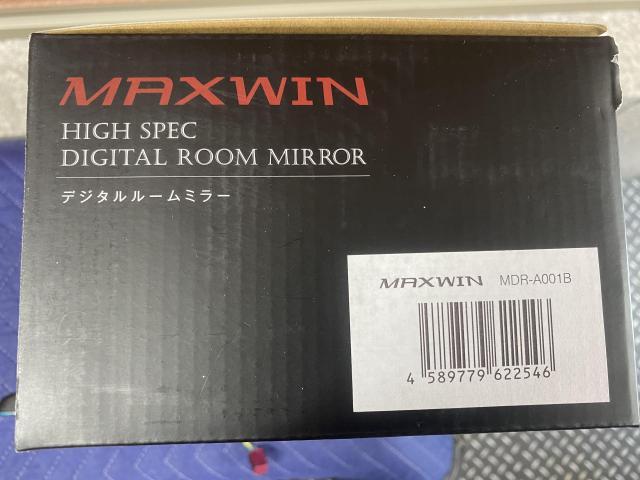 MAXWIN
HIGH SPEC
DIGITAL ROOM MIRROR
デジタルルームミラー
MAXWIN MDR-A001B
4 589779 622546